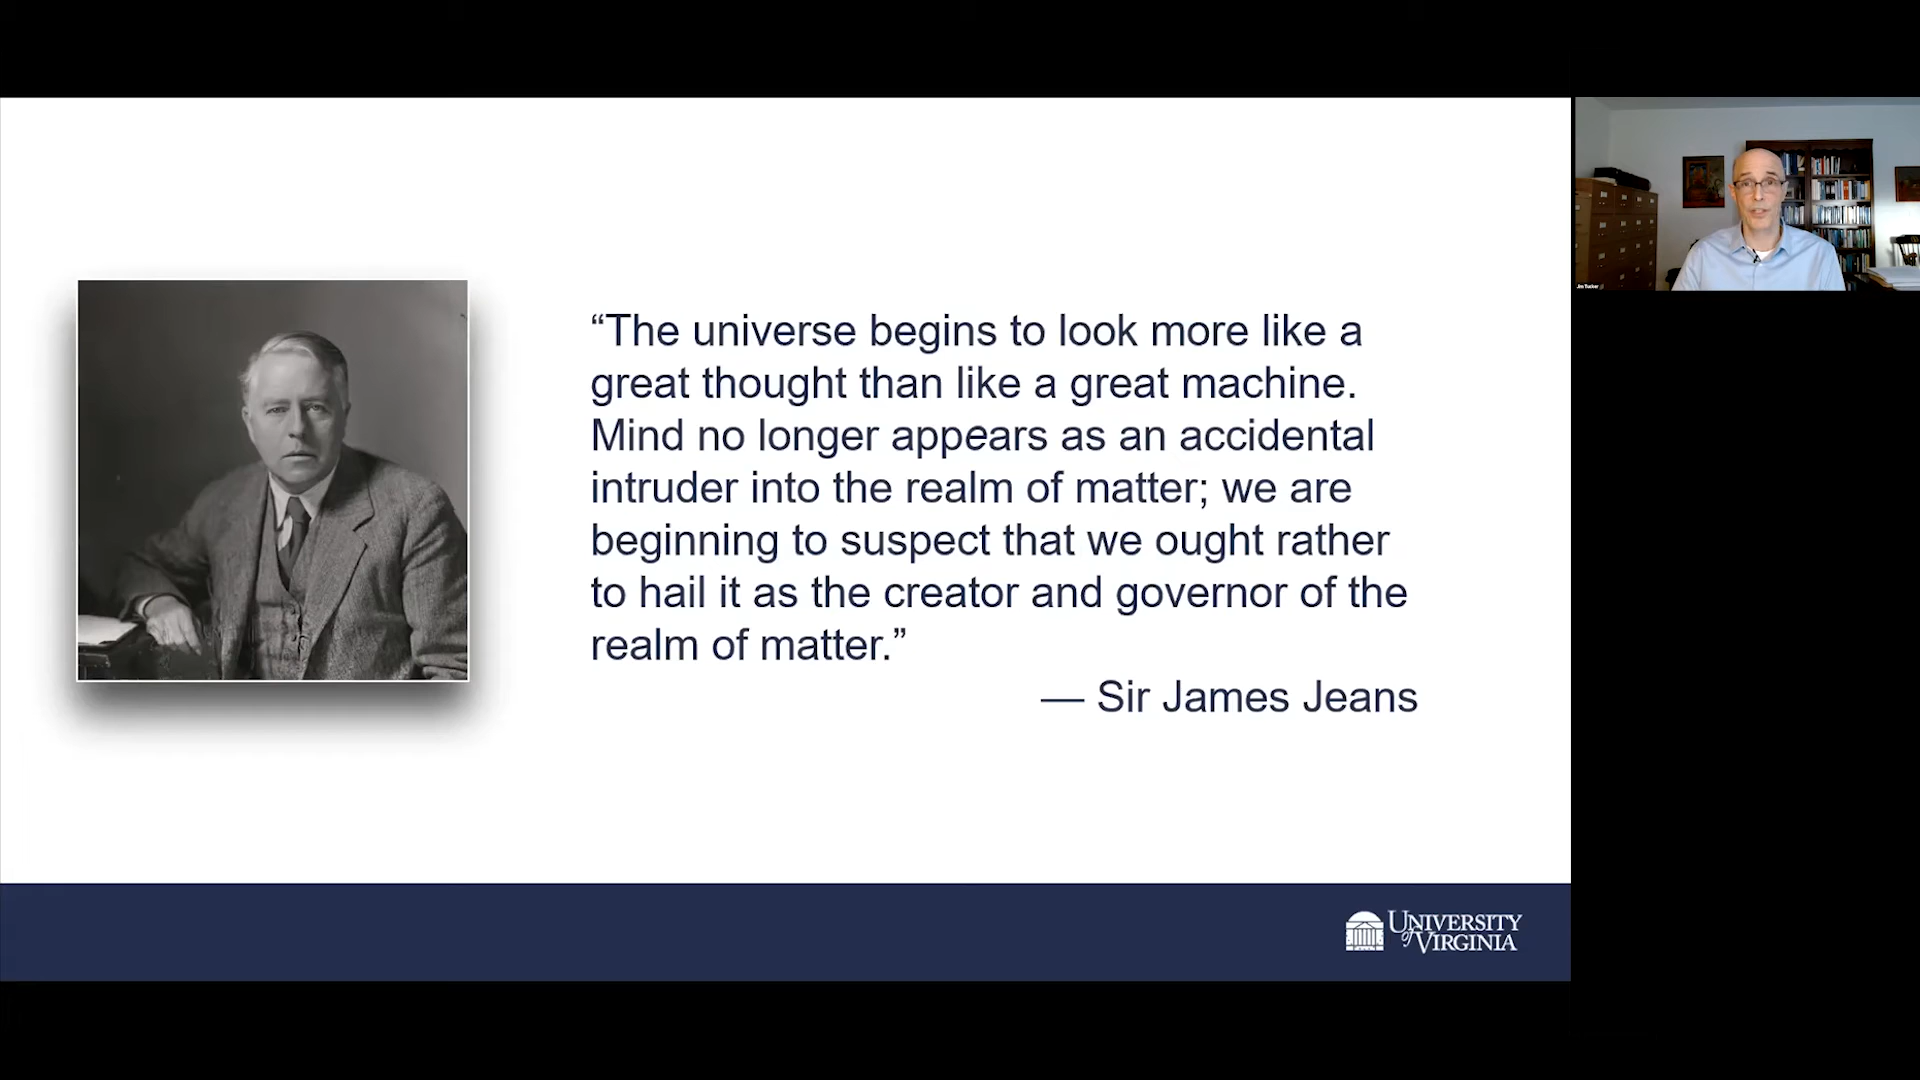 “The universe begins to look more like a
great thought than like a great machine.
Mind no longer appears as an accidental
intruder into the realm of matter; we are
beginning to suspect that we ought rather
to hail it as the creator and governor of the
realm of matter.”
— Sir James Jeans
UNIVERSITY
of VIRGINIA
Jim Tucker